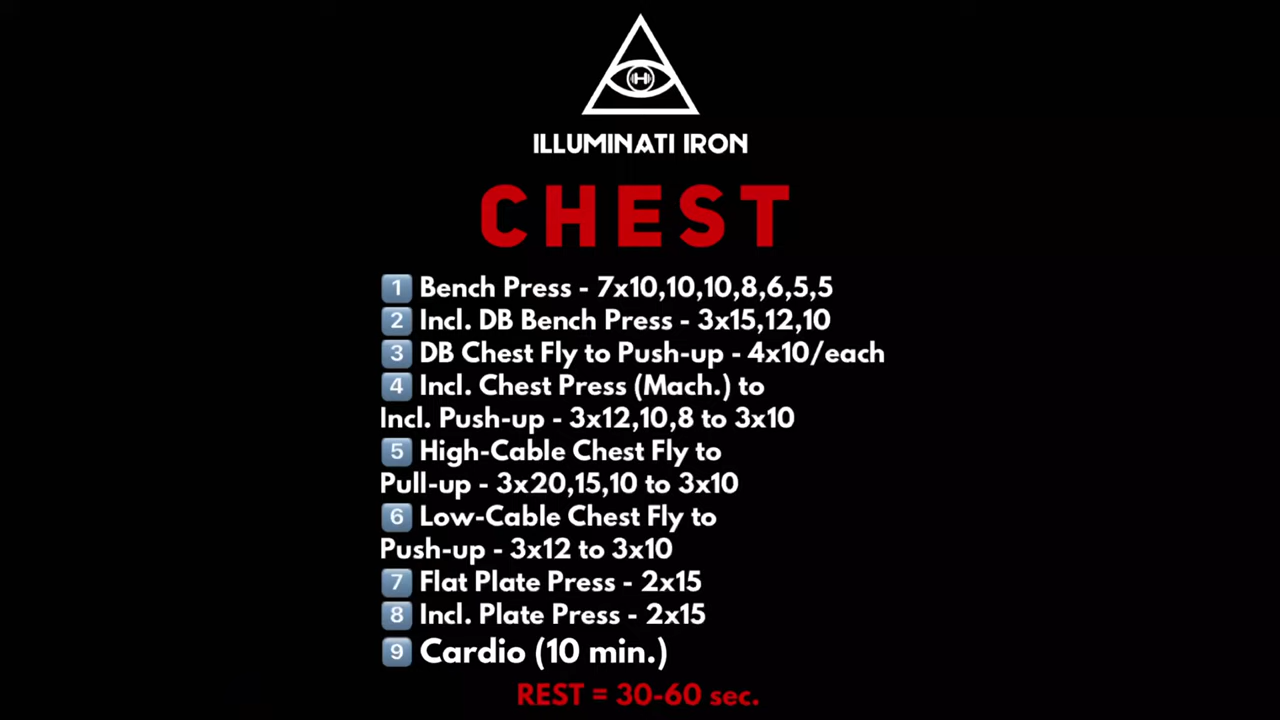 ILLUMINATI IRON
CHEST
1 Bench Press - 7x10,10,10,8,6,5,5
2 Incl. DB Bench Press - 3x15,12,10
3 DB Chest Fly to Push-up - 4x10/each
4 Incl. Chest Press (Mach.) to
Incl. Push-up - 3x12,10,8 to 3x10
5 High-Cable Chest Fly to
Pull-up - 3x20,15,10 to 3x10
6 Low-Cable Chest Fly to
Push-up - 3x12 to 3x10
7 Flat Plate Press - 2x15
8 Incl. Plate Press - 2x15
9 Cardio (10 min.)
REST = 30-60 sec.